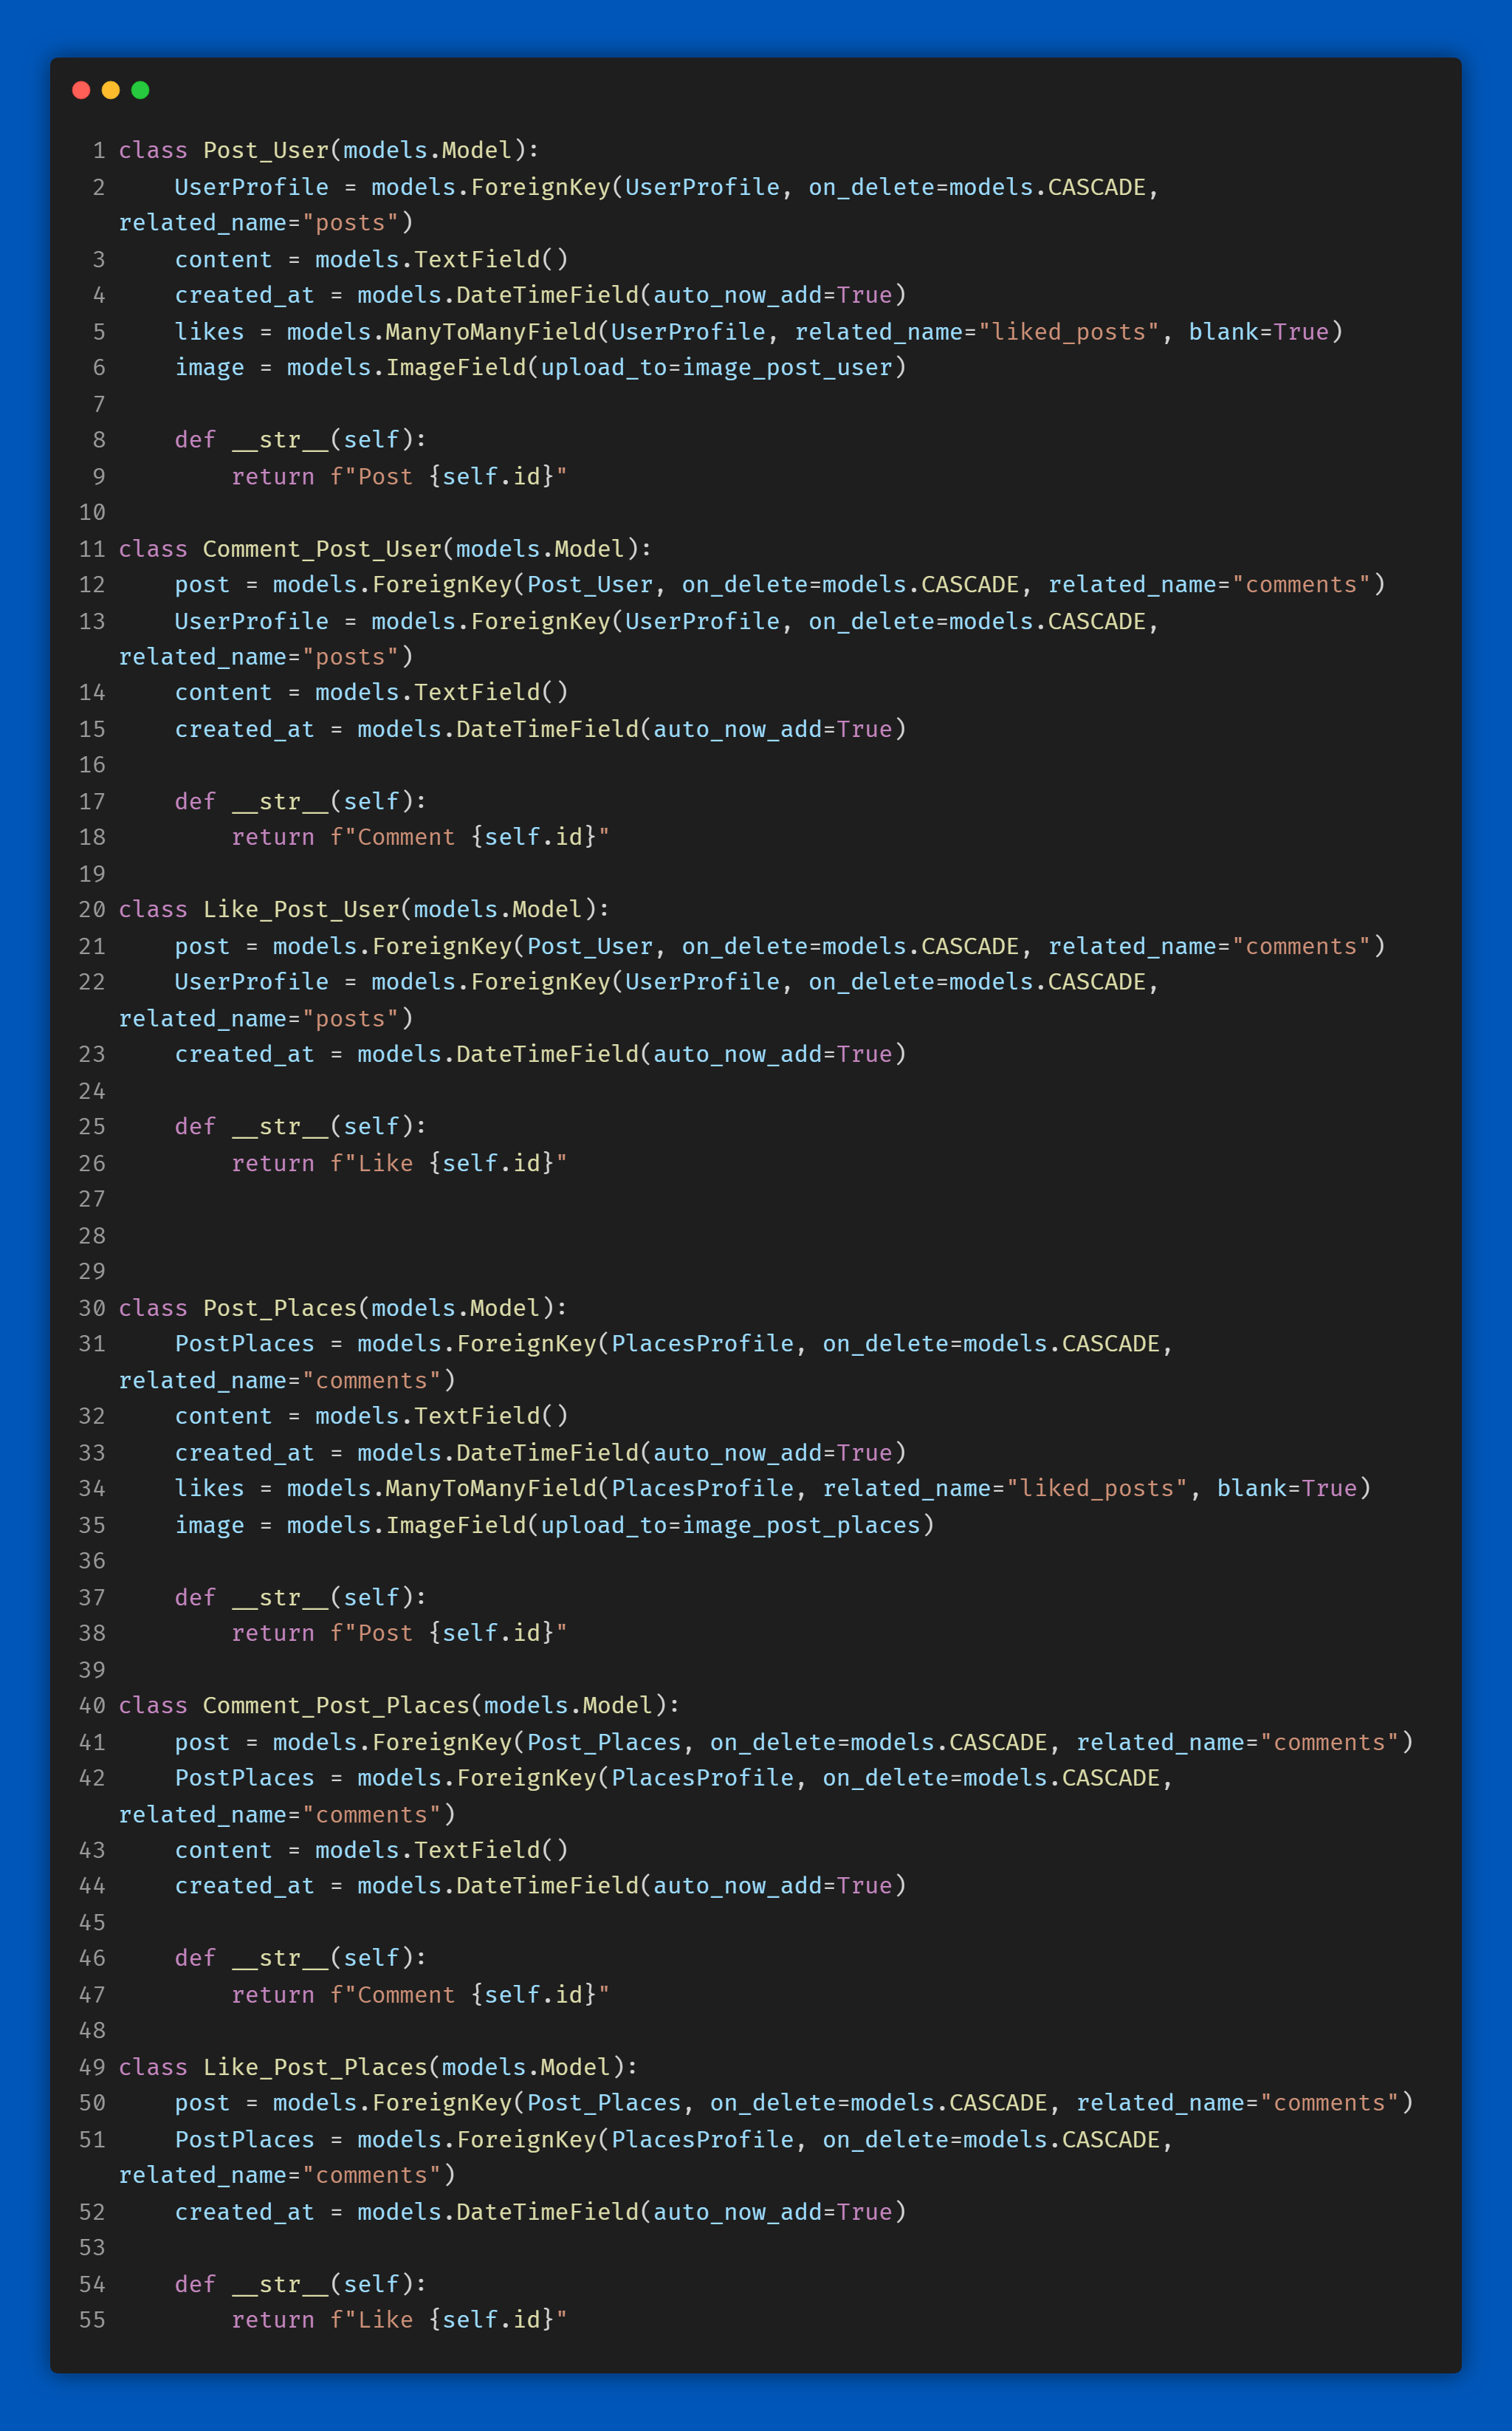 1 class Post_User(models.Model):
2     UserProfile = models.ForeignKey(UserProfile, on_delete=models.CASCADE,
related_name="posts")
3     content = models.TextField()
4     created_at = models.DateTimeField(auto_now_add=True)
5     likes = models.ManyToManyField(UserProfile, related_name="liked_posts", blank=True)
6     image = models.ImageField(upload_to=image_post_user)
7
8     def __str__(self):
9         return f"Post {self.id}"
10
11 class Comment_Post_User(models.Model):
12     post = models.ForeignKey(Post_User, on_delete=models.CASCADE, related_name="comments")
13     UserProfile = models.ForeignKey(UserProfile, on_delete=models.CASCADE,
related_name="posts")
14     content = models.TextField()
15     created_at = models.DateTimeField(auto_now_add=True)
16
17     def __str__(self):
18         return f"Comment {self.id}"
19
20 class Like_Post_User(models.Model):
21     post = models.ForeignKey(Post_User, on_delete=models.CASCADE, related_name="comments")
22     UserProfile = models.ForeignKey(UserProfile, on_delete=models.CASCADE,
related_name="posts")
23     created_at = models.DateTimeField(auto_now_add=True)
24
25     def __str__(self):
26         return f"Like {self.id}"
27
28
29
30 class Post_Places(models.Model):
31     PostPlaces = models.ForeignKey(PlacesProfile, on_delete=models.CASCADE,
related_name="comments")
32     content = models.TextField()
33     created_at = models.DateTimeField(auto_now_add=True)
34     likes = models.ManyToManyField(PlacesProfile, related_name="liked_posts", blank=True)
35     image = models.ImageField(upload_to=image_post_places)
36
37     def __str__(self):
38         return f"Post {self.id}"
39
40 class Comment_Post_Places(models.Model):
41     post = models.ForeignKey(Post_Places, on_delete=models.CASCADE, related_name="comments")
42     PostPlaces = models.ForeignKey(PlacesProfile, on_delete=models.CASCADE,
related_name="comments")
43     content = models.TextField()
44     created_at = models.DateTimeField(auto_now_add=True)
45
46     def __str__(self):
47         return f"Comment {self.id}"
48
49 class Like_Post_Places(models.Model):
50     post = models.ForeignKey(Post_Places, on_delete=models.CASCADE, related_name="comments")
51     PostPlaces = models.ForeignKey(PlacesProfile, on_delete=models.CASCADE,
related_name="comments")
52     created_at = models.DateTimeField(auto_now_add=True)
53
54     def __str__(self):
55         return f"Like {self.id}"